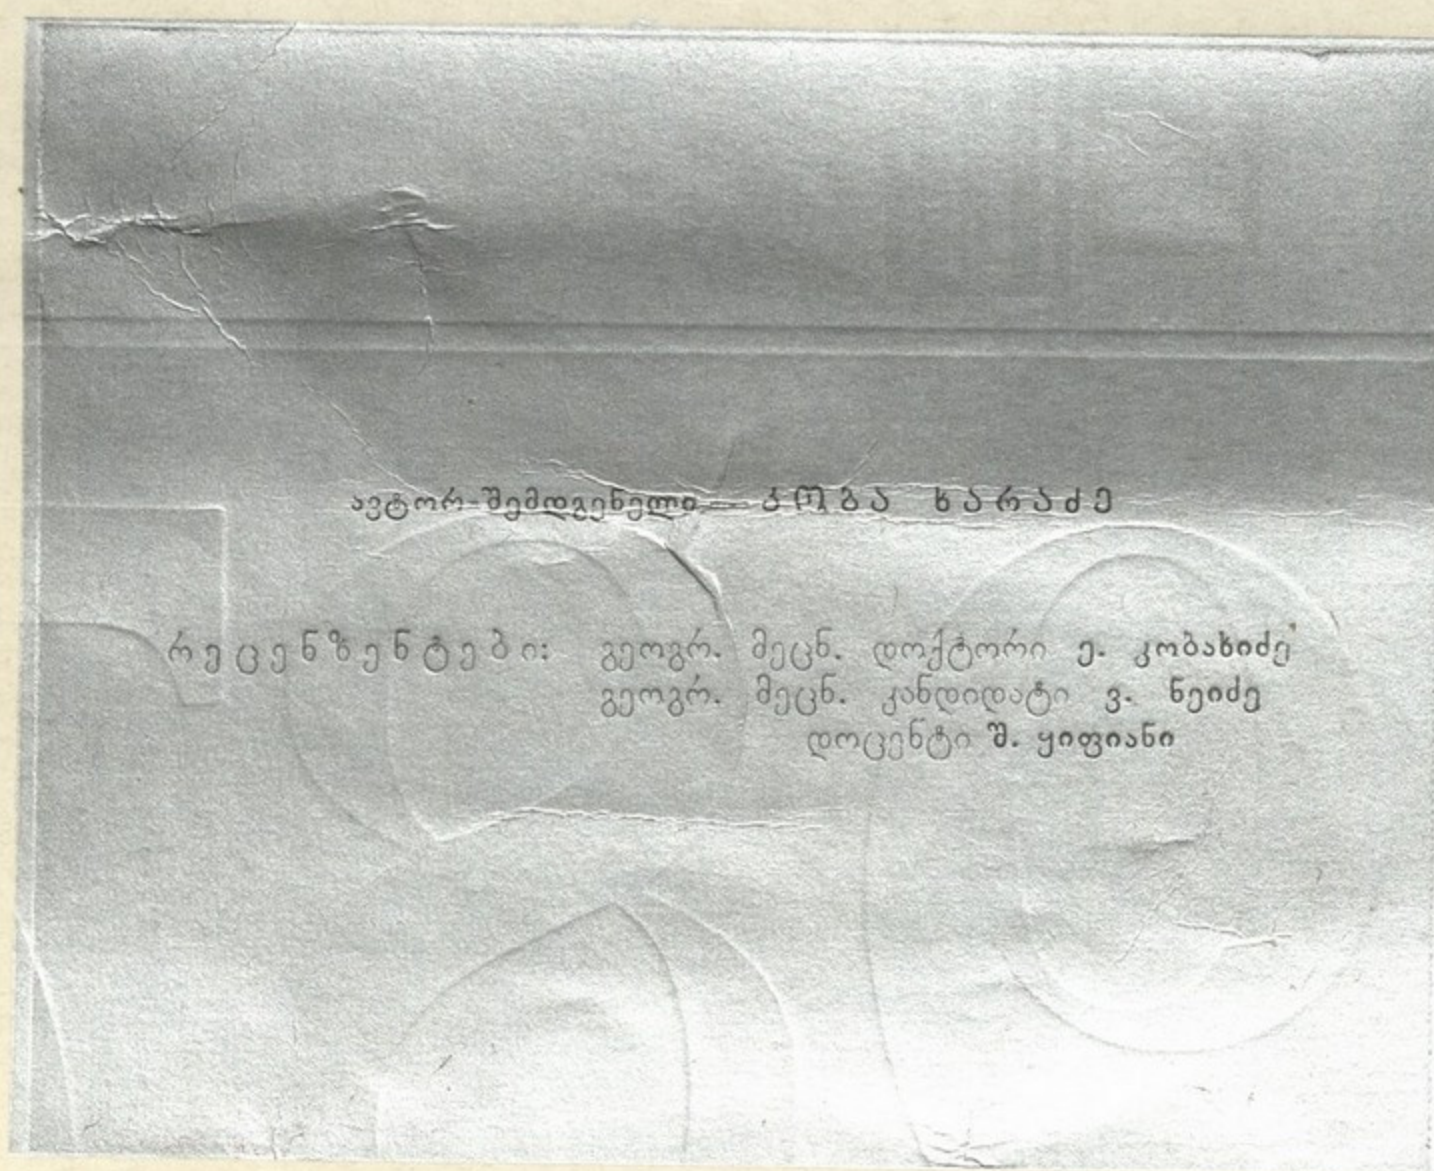 ავტორ-შემდგენელი — კობა ხარაძე
რეცენზენტები: გეოგრ. მეცნ. დოქტორი ე. კობახიძე
გეოგრ. მეცნ. კანდიდატი ვ. ნეიძე
დოცენტი შ. ყიფიანი